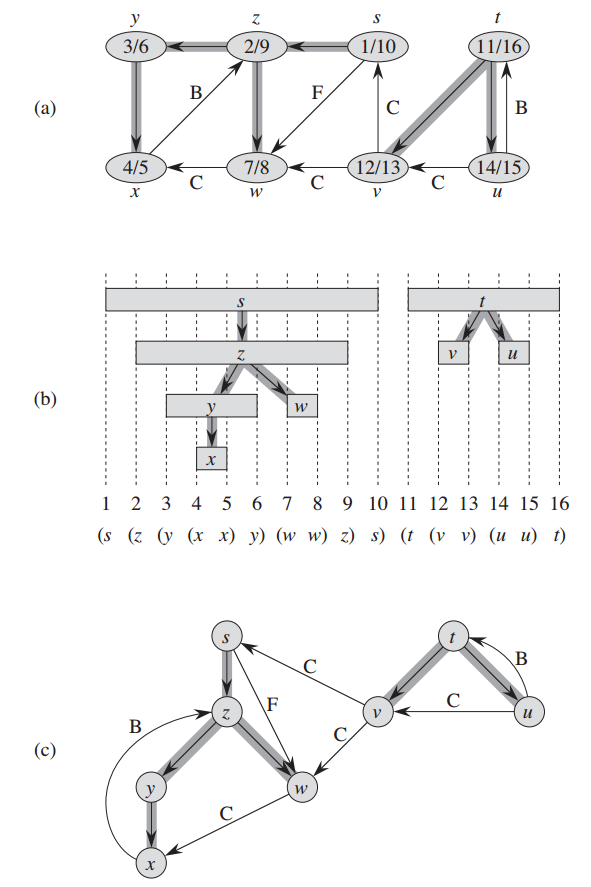 y z s t
3/6 2/9 1/10 11/16
(a) B F C B
4/5 7/8 12/13 14/15
C C C
x w v u
s t
z v u
(b) y w
x
1 2 3 4 5 6 7 8 9 10 11 12 13 14 15 16
(s (z (y (x x) y) (w w) z) s) (t (v v) (u u) t)
s t
C B
F C
B z v u
C
(c) y w
C
x